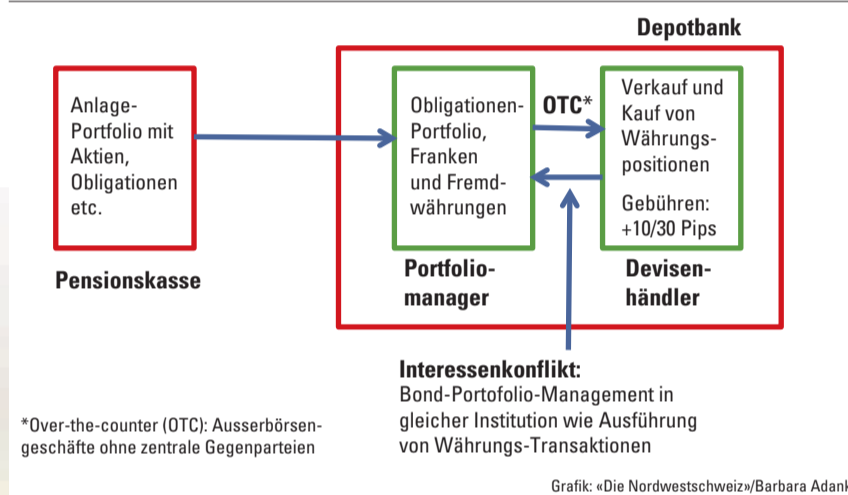 Depotbank
Anlage-
Portfolio mit
Aktien,
Obligationen
etc.
Pensionskasse
Obligationen-
Portfolio,
Franken
und Fremd-
währungen
Portfolio-
manager
OTC*
Verkauf und
Kauf von
Währungs-
positionen
Gebühren:
+10/30 Pips
Devisen-
händler
Interessenkonflikt:
Bond-Portofolio-Management in
gleicher Institution wie Ausführung
von Währungs-Transaktionen
*Over-the-counter (OTC): Ausserbörsen-
geschäfte ohne zentrale Gegenparteien
Grafik: «Die Nordwestschweiz»/Barbara Adank